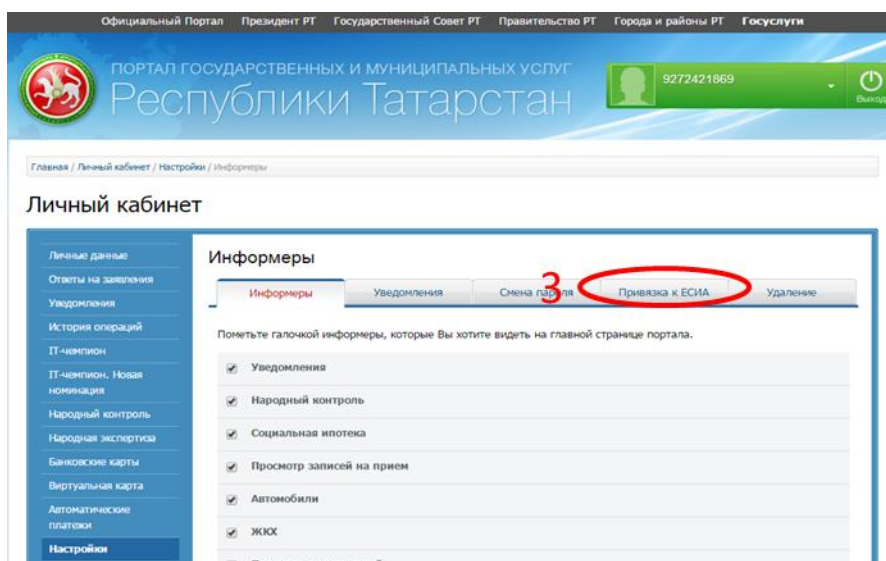 Официальный Портал Президент РТ Государственный Совет РТ Правительство РТ Города и районы РТ Госуслуги
ПОРТАЛ ГОСУДАРСТВЕННЫХ И МУНИЦИПАЛЬНЫХ УСЛУГ
Республики Татарстан
9272421869
Выход
Главная / Личный кабинет / Настройки / Информеры
Личный кабинет
Личные данные
Ответы на заявления
Уведомления
История операций
IT-чемпион
IT-чемпион. Новая
номинация
Народный контроль
Народная экспертиза
Банковские карты
Виртуальная карта
Автоматические
платежи
Настройки
Информеры
3
Информеры Уведомления Смена пароля Привязка к ЕСИА Удаление
Пометьте галочкой информеры, которые Вы хотите видеть на главной странице портала.
Уведомления
Народный контроль
Социальная ипотека
Просмотр записей на прием
Автомобили
ЖКХ